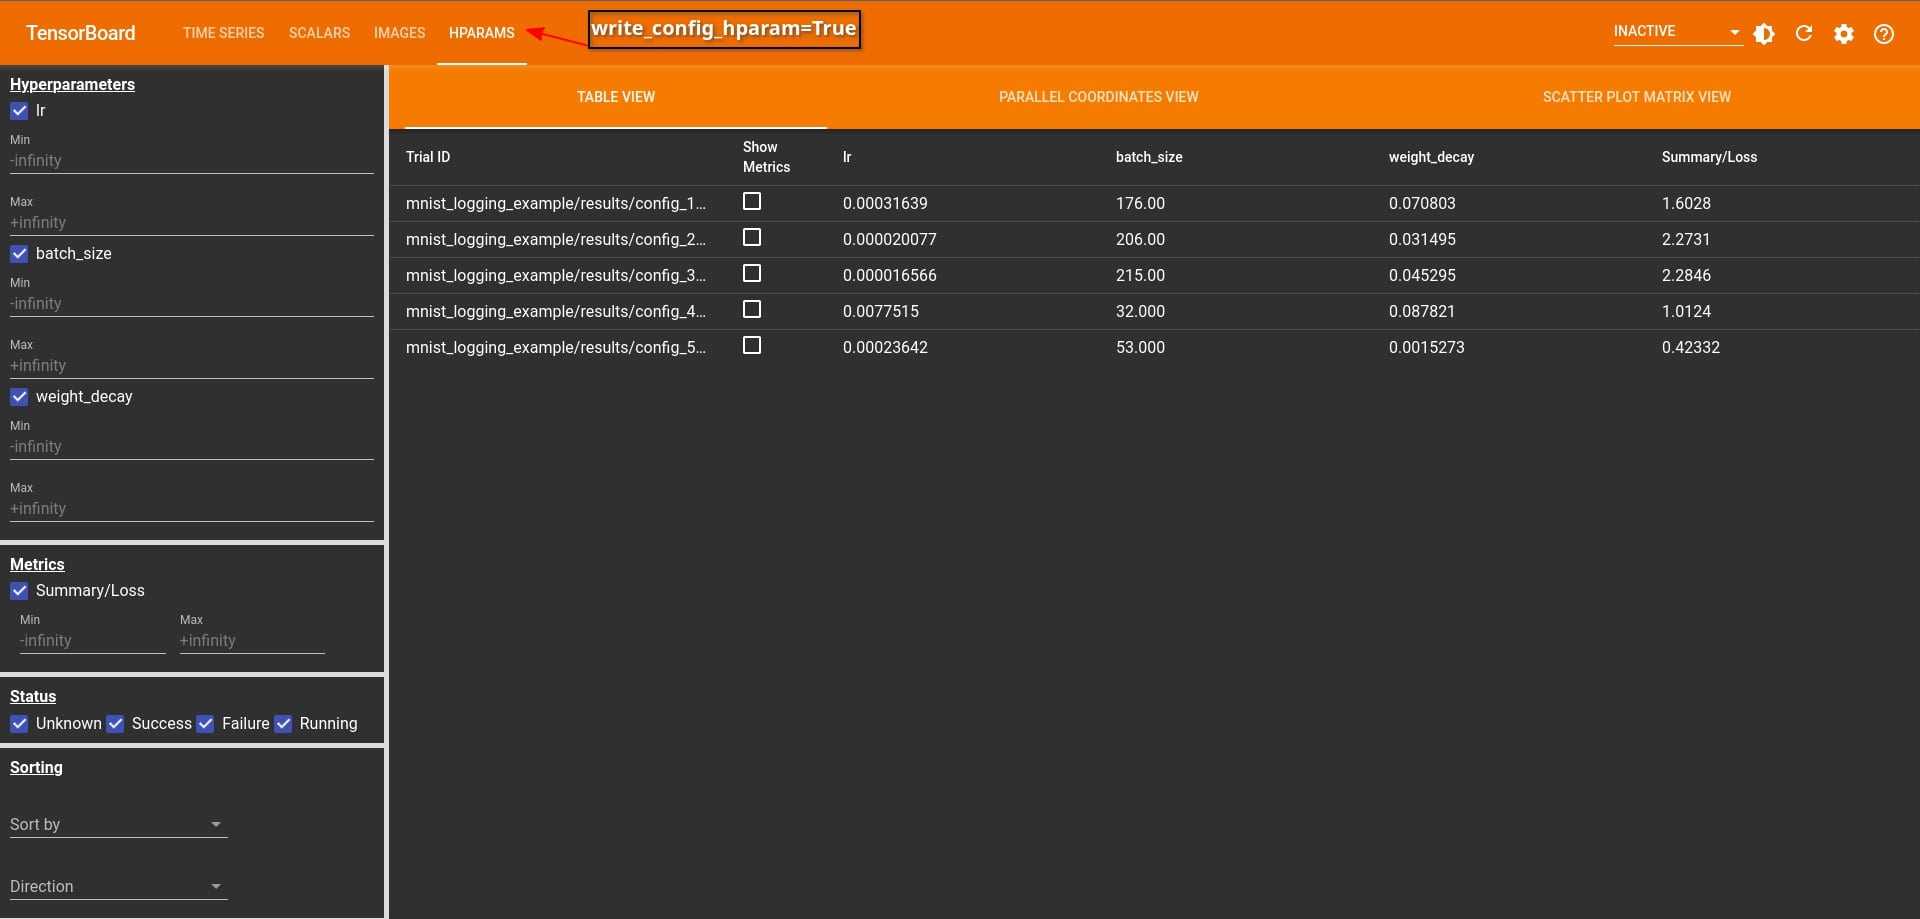 TensorBoard TIME SERIES SCALARS IMAGES HPARAMS write_config_hparam=True INACTIVE
Hyperparameters
lr
Min
-infinity
Max
+infinity
batch_size
Min
-infinity
Max
+infinity
weight_decay
Min
-infinity
Max
+infinity
Metrics
Summary/Loss
Min Max
-infinity +infinity
Status
Unknown Success Failure Running
Sorting
Sort by
Direction
TABLE VIEW PARALLEL COORDINATES VIEW SCATTER PLOT MATRIX VIEW
Trial ID Show Metrics lr batch_size weight_decay Summary/Loss
mnist_logging_example/results/config_1... 0.00031639 176.00 0.070803 1.6028
mnist_logging_example/results/config_2... 0.000020077 206.00 0.031495 2.2731
mnist_logging_example/results/config_3... 0.000016566 215.00 0.045295 2.2846
mnist_logging_example/results/config_4... 0.0077515 32.000 0.087821 1.0124
mnist_logging_example/results/config_5... 0.00023642 53.000 0.0015273 0.42332